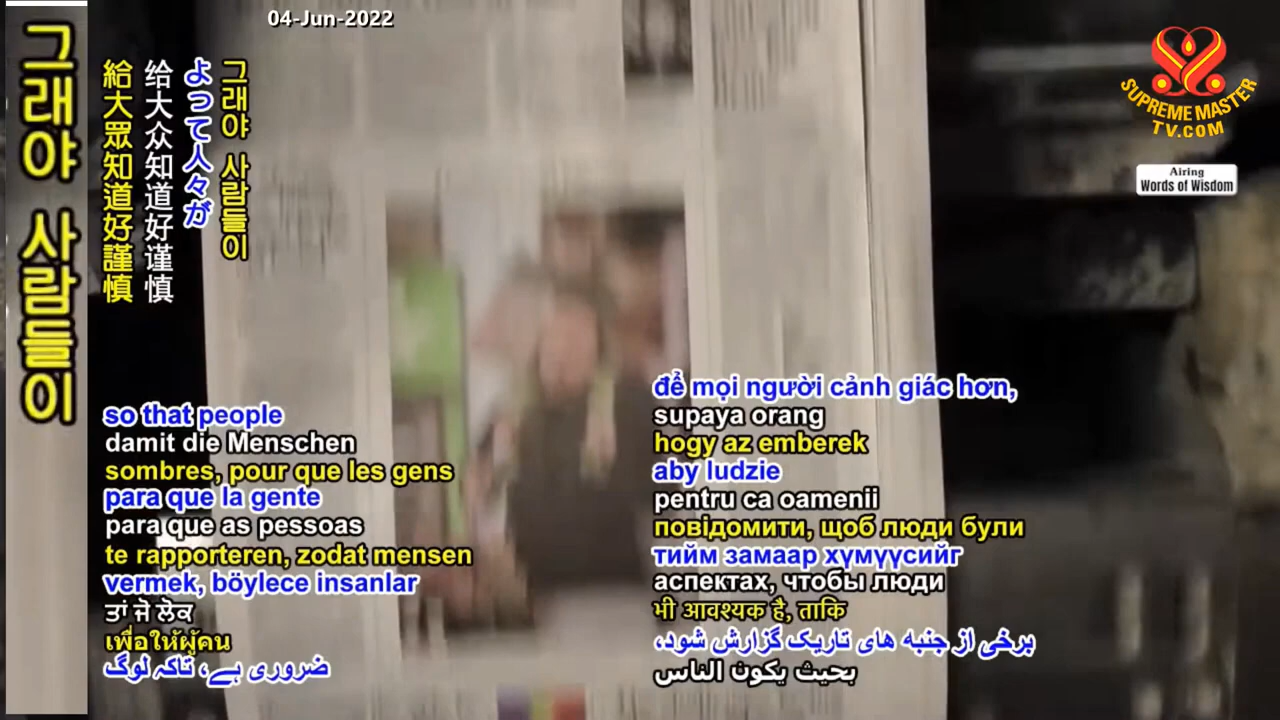 04-Jun-2022
그래야 사람들이
給大眾知道好謹慎
给大众知道好谨慎
よって人々が
그래야 사람들이
SUPREME MASTER
TV.COM
Airing
Words of Wisdom
so that people
damit die Menschen
sombres, pour que les gens
para que la gente
para que as pessoas
te rapporteren, zodat mensen
vermek, böylece insanlar
ਤਾਂ ਜੋ ਲੋਕ
เพื่อให้ผู้คน
ضروری ہے، تاکہ لوگ
để mọi người cảnh giác hơn,
supaya orang
hogy az emberek
aby ludzie
pentru ca oamenii
повідомити, щоб люди були
тийм замаар хүмүүсийг
аспектах, чтобы люди
भी आवश्यक है, ताकि
برخی از جنبه های تاریک گزارش شود،
بحيث يكون الناس